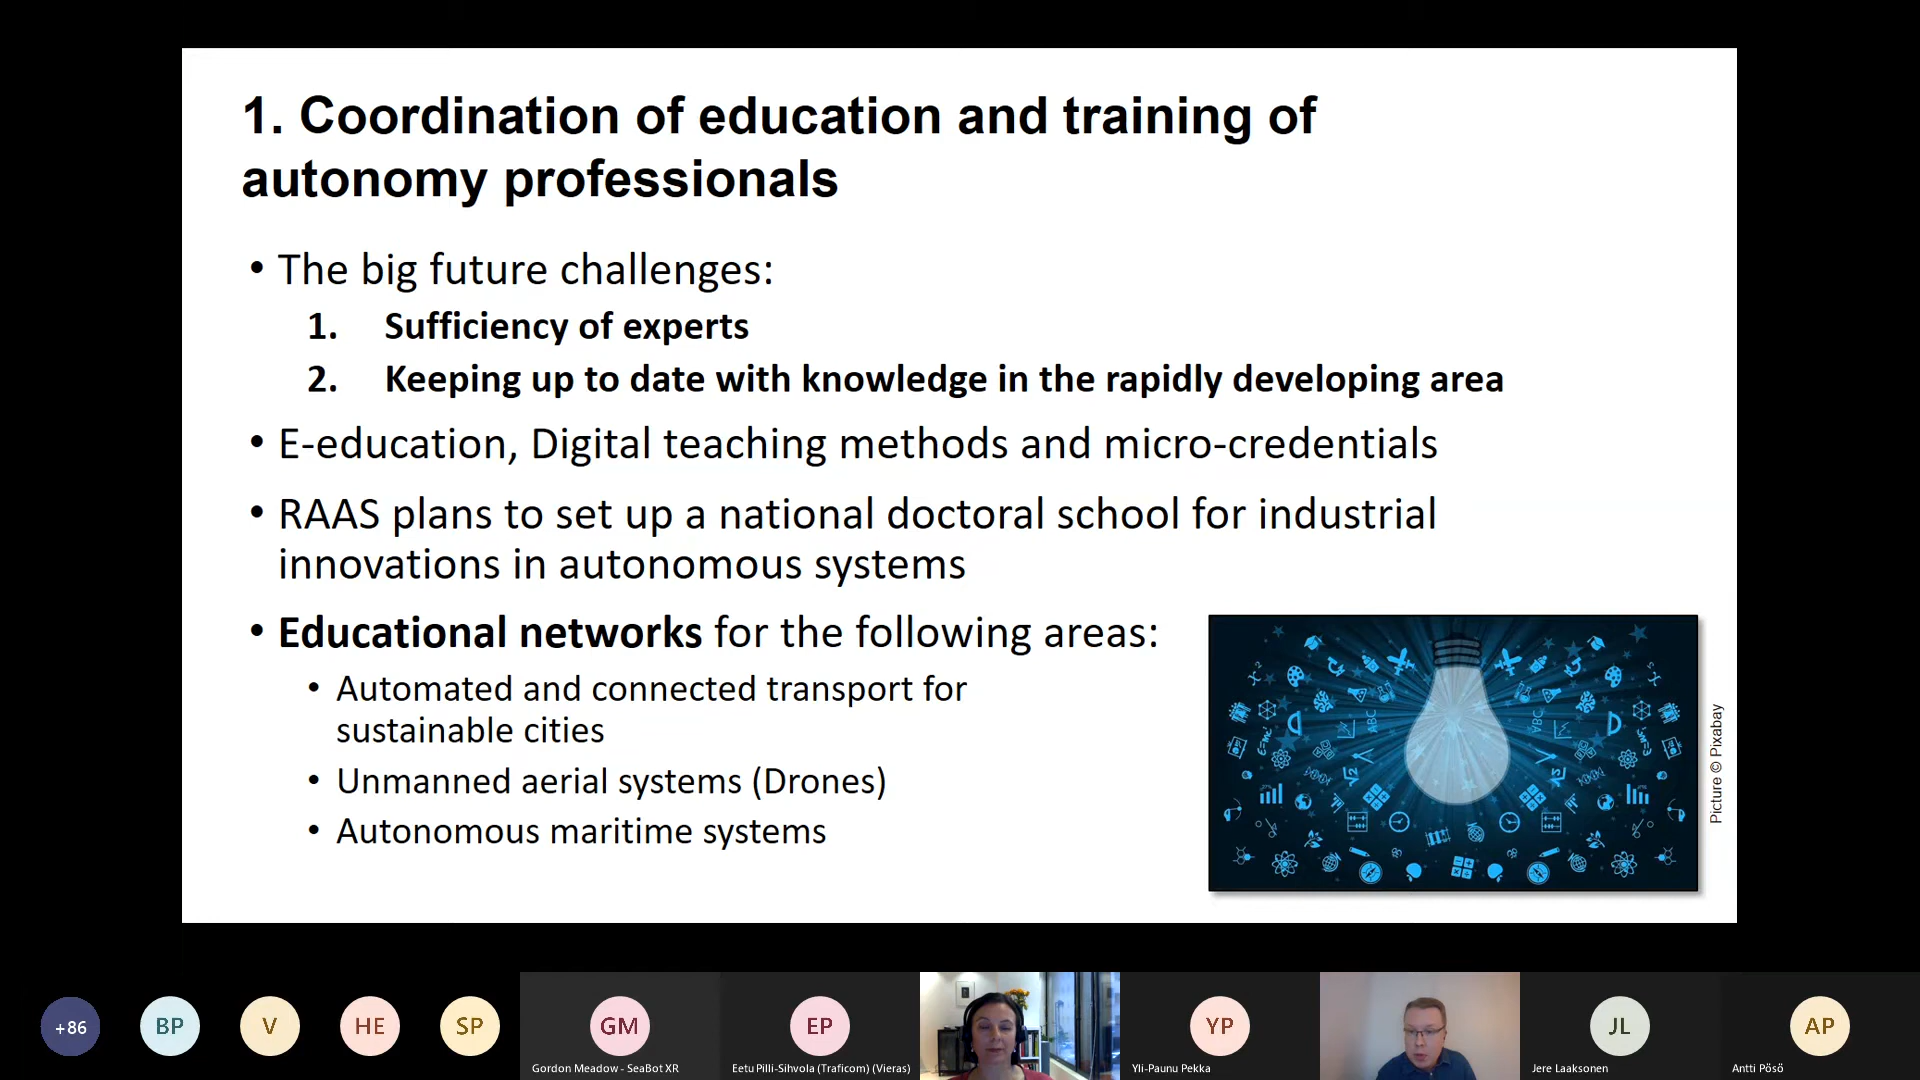 1. Coordination of education and training of
autonomy professionals
• The big future challenges:
1. Sufficiency of experts
2. Keeping up to date with knowledge in the rapidly developing area
• E-education, Digital teaching methods and micro-credentials
• RAAS plans to set up a national doctoral school for industrial
innovations in autonomous systems
• Educational networks for the following areas:
• Automated and connected transport for
sustainable cities
• Unmanned aerial systems (Drones)
• Autonomous maritime systems
Picture © Pixabay
+86
BP
V
HE
SP
GM
Gordon Meadow - SeaBot XR
EP
Eetu Pilli-Sihvola (Traficom) (Vieras)
YP
Yli-Paunu Pekka
JL
Jere Laaksonen
AP
Antti Pösö